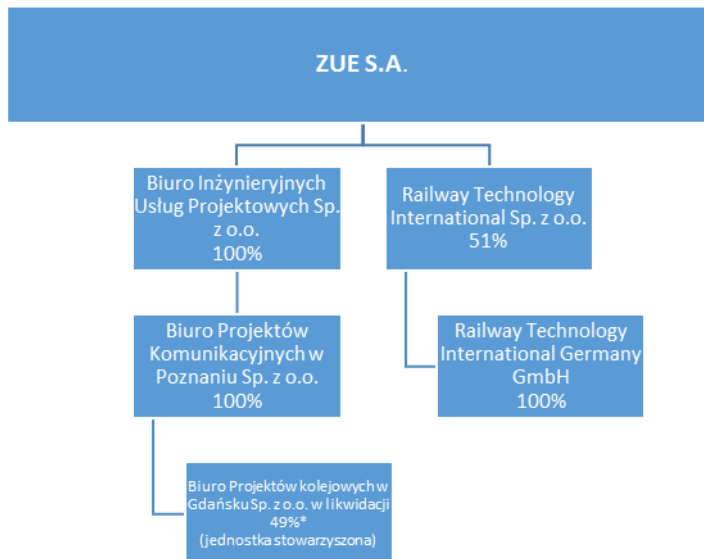 ZUE S.A.
Biuro Inżynieryjnych
Usług Projektowych Sp.
z o.o.
100%
Railway Technology
International Sp. z o.o.
51%
Biuro Projektów
Komunikacyjnych w
Poznaniu Sp. z o.o.
100%
Railway Technology
International Germany
GmbH
100%
Biuro Projektów kolejowych w
Gdańsku Sp. z o.o. w likwidacji
49%*
(jednostka stowarzyszona)